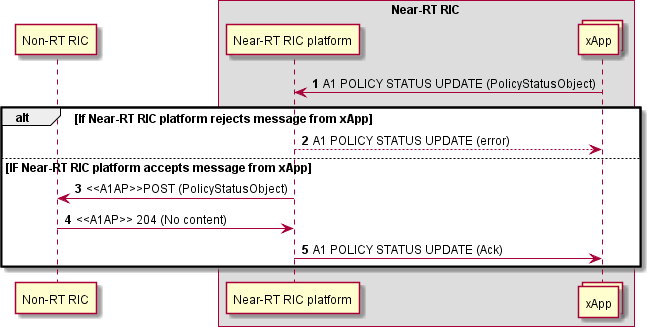 Near-RT RIC
Non-RT RIC
Near-RT RIC platform
xApp
1 A1 POLICY STATUS UPDATE (PolicyStatusObject)
alt [If Near-RT RIC platform rejects message from xApp]
2 A1 POLICY STATUS UPDATE (error)
[IF Near-RT RIC platform accepts message from xApp]
3 <<A1AP>>POST (PolicyStatusObject)
4 <<A1AP>> 204 (No content)
5 A1 POLICY STATUS UPDATE (Ack)
Non-RT RIC
Near-RT RIC platform
xApp